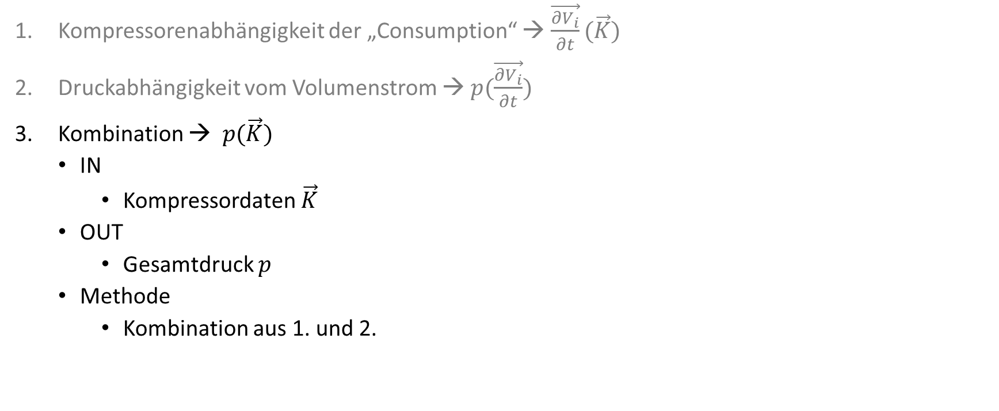 1. Kompressorenabhängigkeit der „Consumption“ → $\overrightarrow{\frac{\partial V_i}{\partial t}}(\vec{K})$
2. Druckabhängigkeit vom Volumenstrom → $p(\overrightarrow{\frac{\partial V_i}{\partial t}})$
3. Kombination → $p(\vec{K})$
• IN
• Kompressordaten $\vec{K}$
• OUT
• Gesamtdruck $p$
• Methode
• Kombination aus 1. und 2.